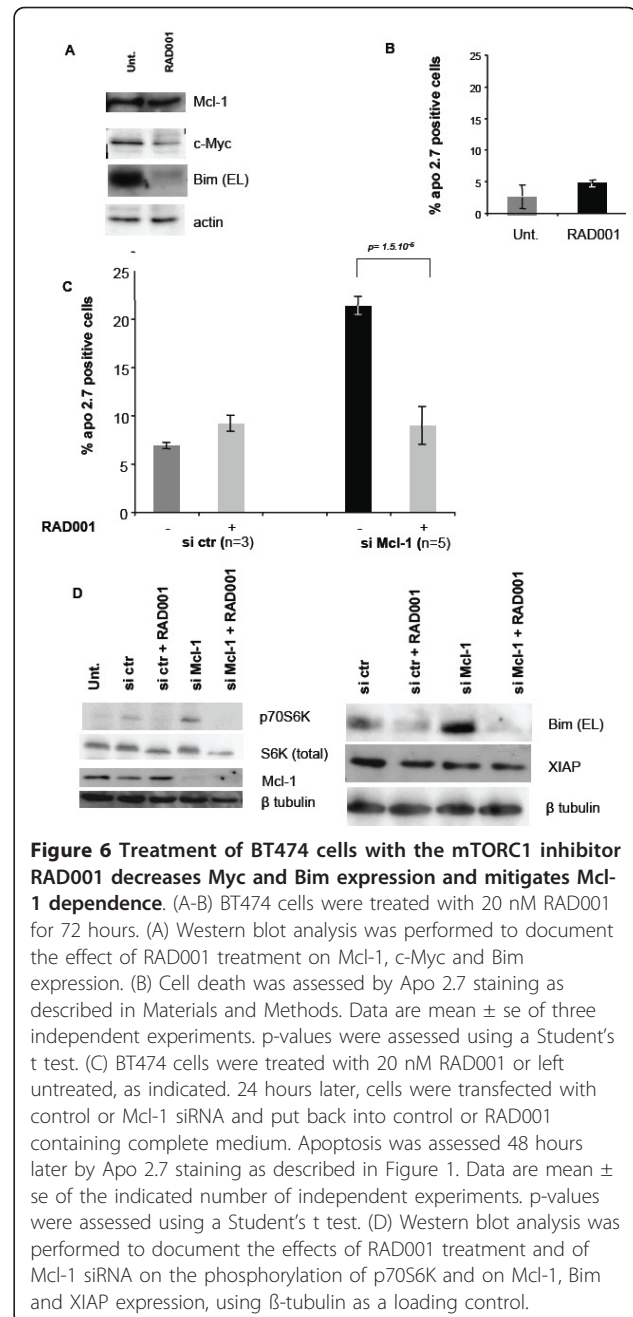 A
Unt.
RAD001
Mcl-1
c-Myc
Bim (EL)
actin
B
% apo 2.7 positive cells
25
20
15
10
5
0
Unt. RAD001
-
C
% apo 2.7 positive cells
25
20
15
10
5
0
p= 1.5.10-6
RAD001 - + - +
si ctr (n=3) si Mcl-1 (n=5)
D
Unt.
si ctr
si ctr + RAD001
si Mcl-1
si Mcl-1 + RAD001
p70S6K
S6K (total)
Mcl-1
β tubulin
si ctr
si ctr + RAD001
si Mcl-1
si Mcl-1 + RAD001
Bim (EL)
XIAP
β tubulin
Figure 6 Treatment of BT474 cells with the mTORC1 inhibitor
RAD001 decreases Myc and Bim expression and mitigates Mcl-
1 dependence. (A-B) BT474 cells were treated with 20 nM RAD001
for 72 hours. (A) Western blot analysis was performed to document
the effect of RAD001 treatment on Mcl-1, c-Myc and Bim
expression. (B) Cell death was assessed by Apo 2.7 staining as
described in Materials and Methods. Data are mean ± se of three
independent experiments. p-values were assessed using a Student's
t test. (C) BT474 cells were treated with 20 nM RAD001 or left
untreated, as indicated. 24 hours later, cells were transfected with
control or Mcl-1 siRNA and put back into control or RAD001
containing complete medium. Apoptosis was assessed 48 hours
later by Apo 2.7 staining as described in Figure 1. Data are mean ±
se of the indicated number of independent experiments. p-values
were assessed using a Student's t test. (D) Western blot analysis was
performed to document the effects of RAD001 treatment and of
Mcl-1 siRNA on the phosphorylation of p70S6K and on Mcl-1, Bim
and XIAP expression, using ß-tubulin as a loading control.